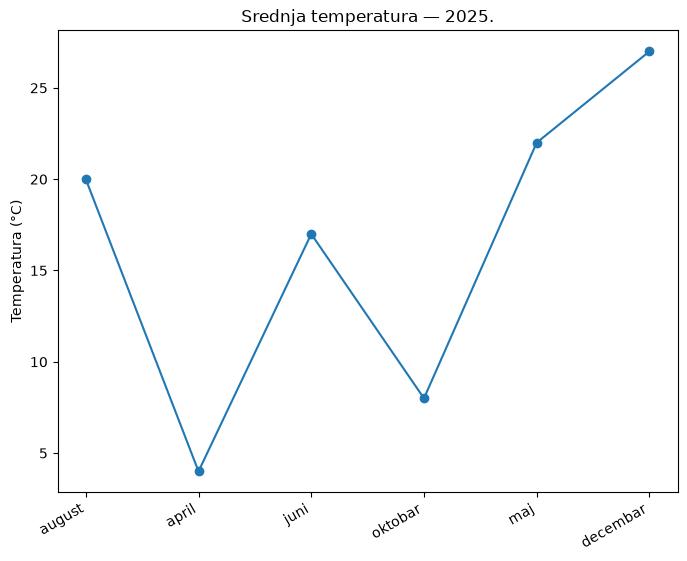 Srednja temperatura — 2025.
Temperatura (°C)
25
20
15
10
5
august
april
juni
oktobar
maj
decembar